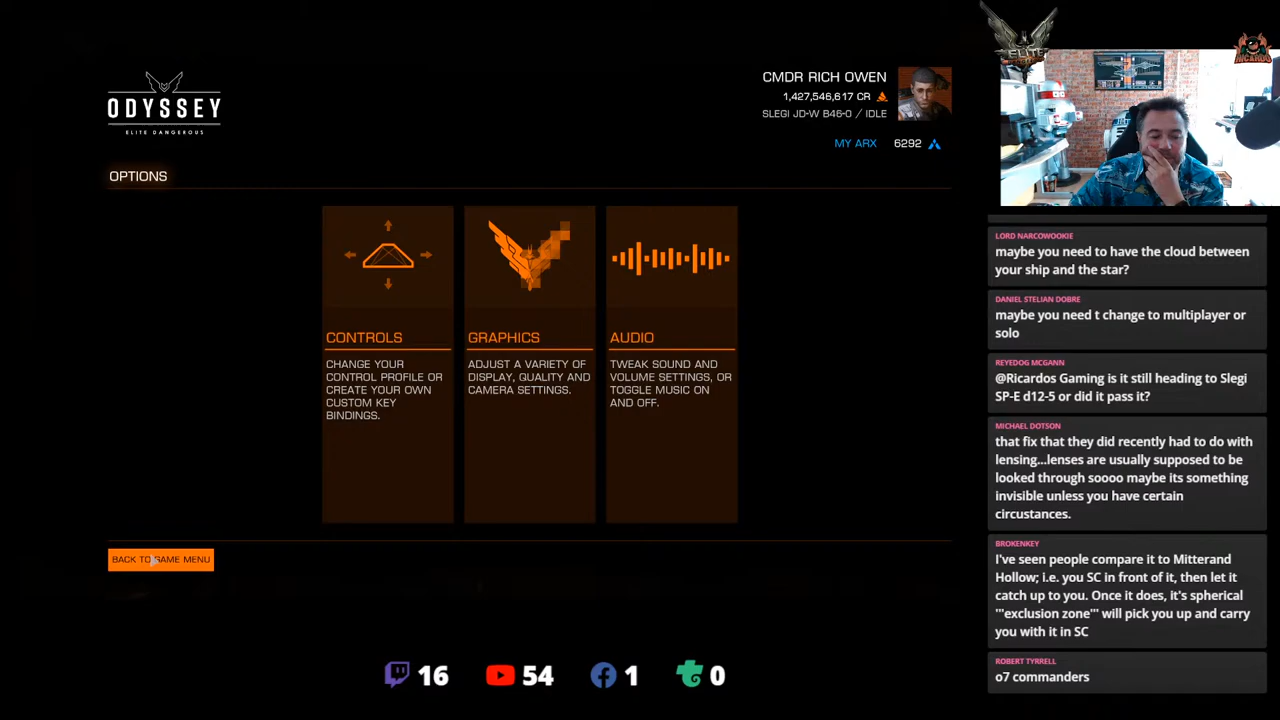 ODYSSEY
ELITE DANGEROUS
CMDR RICH OWEN
1,427,546,617 CR
SLEGI JD-W B46-0 / IDLE
MY ARX 6292
OPTIONS
CONTROLS
CHANGE YOUR
CONTROL PROFILE OR
CREATE YOUR OWN
CUSTOM KEY
BINDINGS.
GRAPHICS
ADJUST A VARIETY OF
DISPLAY, QUALITY AND
CAMERA SETTINGS.
AUDIO
TWEAK SOUND AND
VOLUME SETTINGS, OR
TOGGLE MUSIC ON
AND OFF.
BACK TO GAME MENU
16
54
1
0
ELITE
RICARDO
LORD NARCOWOOKIE
maybe you need to have the cloud between
your ship and the star?
DANIEL STELIAN DOBRE
maybe you need t change to multiplayer or
solo
REYEDOG MCGANN
@Ricardos Gaming is it still heading to Slegi
SP-E d12-5 or did it pass it?
MICHAEL DOTSON
that fix that they did recently had to do with
lensing...lenses are usually supposed to be
looked through soooo maybe its something
invisible unless you have certain
circustances.
BROKENKEY
I've seen people compare it to Mitterand
Hollow; i.e. you SC in front of it, then let it
catch up to you. Once it does, it's spherical
'"exclusion zone"' will pick you up and carry
you with it in SC
ROBERT TYRRELL
o7 commanders